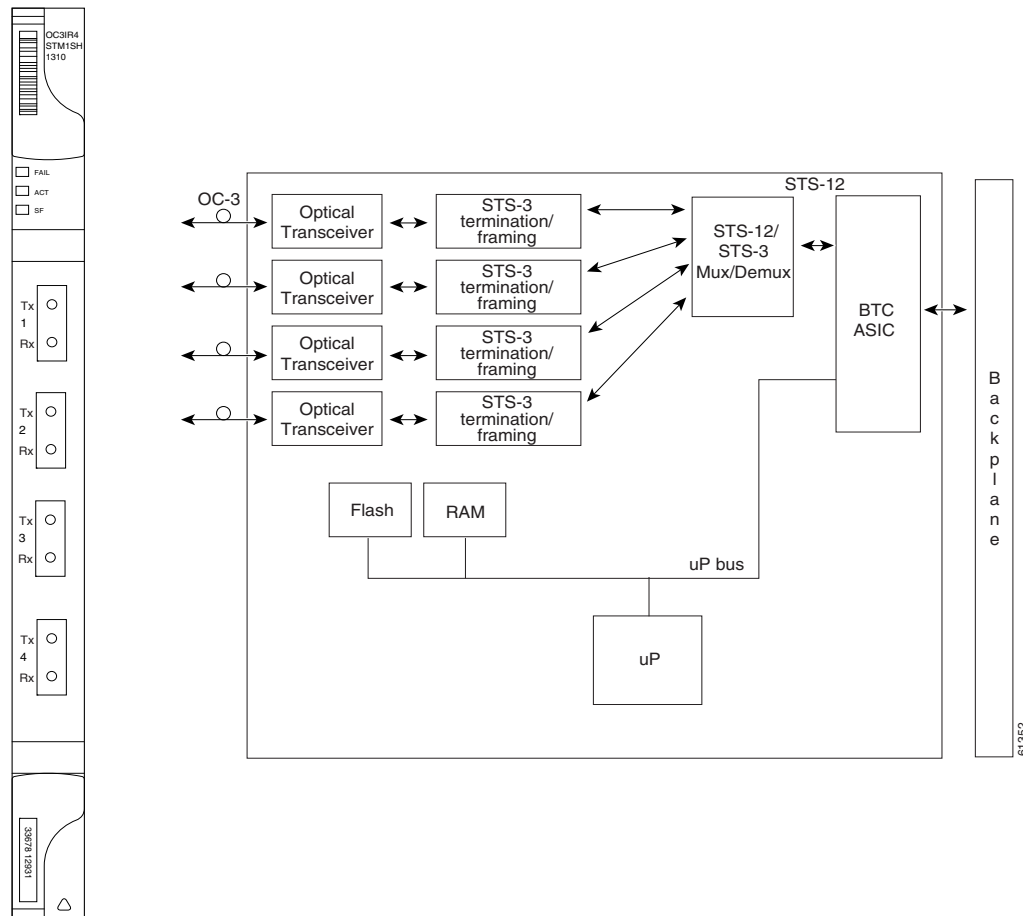 OC3IR4
STM1SH
1310
FAIL
ACT
SF
Tx
1
Rx
Tx
2
Rx
Tx
3
Rx
Tx
4
Rx
33678 12931
OC-3
Optical
Transceiver
STS-3
termination/
framing
Optical
Transceiver
STS-3
termination/
framing
Optical
Transceiver
STS-3
termination/
framing
Optical
Transceiver
STS-3
termination/
framing
STS-12/
STS-3
Mux/Demux
STS-12
BTC
ASIC
Flash
RAM
uP bus
uP
Backplane
61352